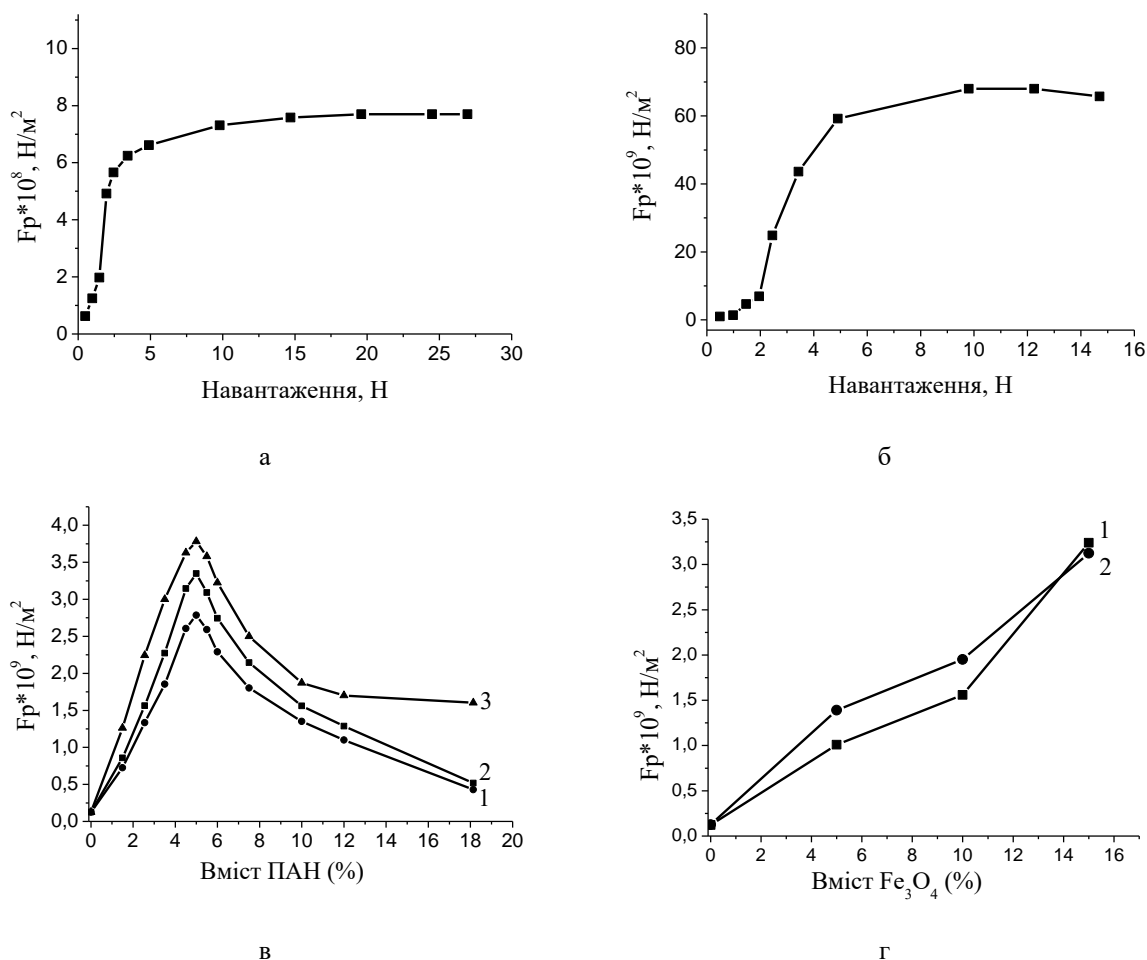 10
8
6
4
2
0
Fp*10⁸, Н/м²
0 5 10 15 20 25 30
Навантаження, Н
а
80
60
40
20
0
Fp*10⁹, Н/м²
0 2 4 6 8 10 12 14 16
Навантаження, Н
б
4,0
3,5
3,0
2,5
2,0
1,5
1,0
0,5
0,0
Fp*10⁹, Н/м²
3
2
1
0 2 4 6 8 10 12 14 16 18 20
Вміст ПАН (%)
в
3,5
3,0
2,5
2,0
1,5
1,0
0,5
0,0
Fp*10⁹, Н/м²
1
2
0 2 4 6 8 10 12 14 16
Вміст Fe₃O₄ (%)
г